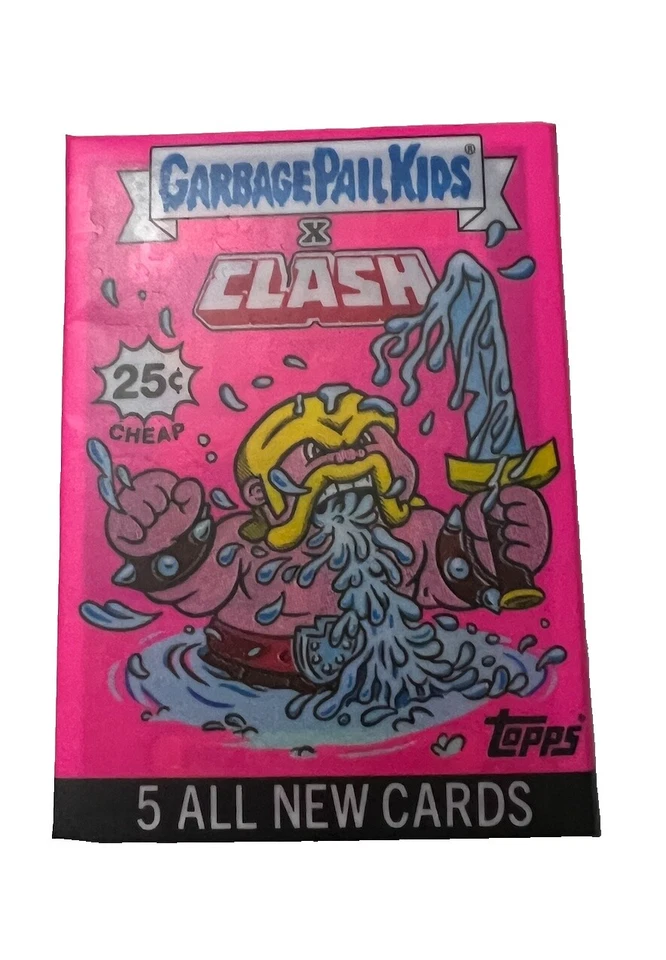 GARBAGE PAIL KIDS®
X
CLASH
25¢
CHEAP
TOPPS®
5 ALL NEW CARDS